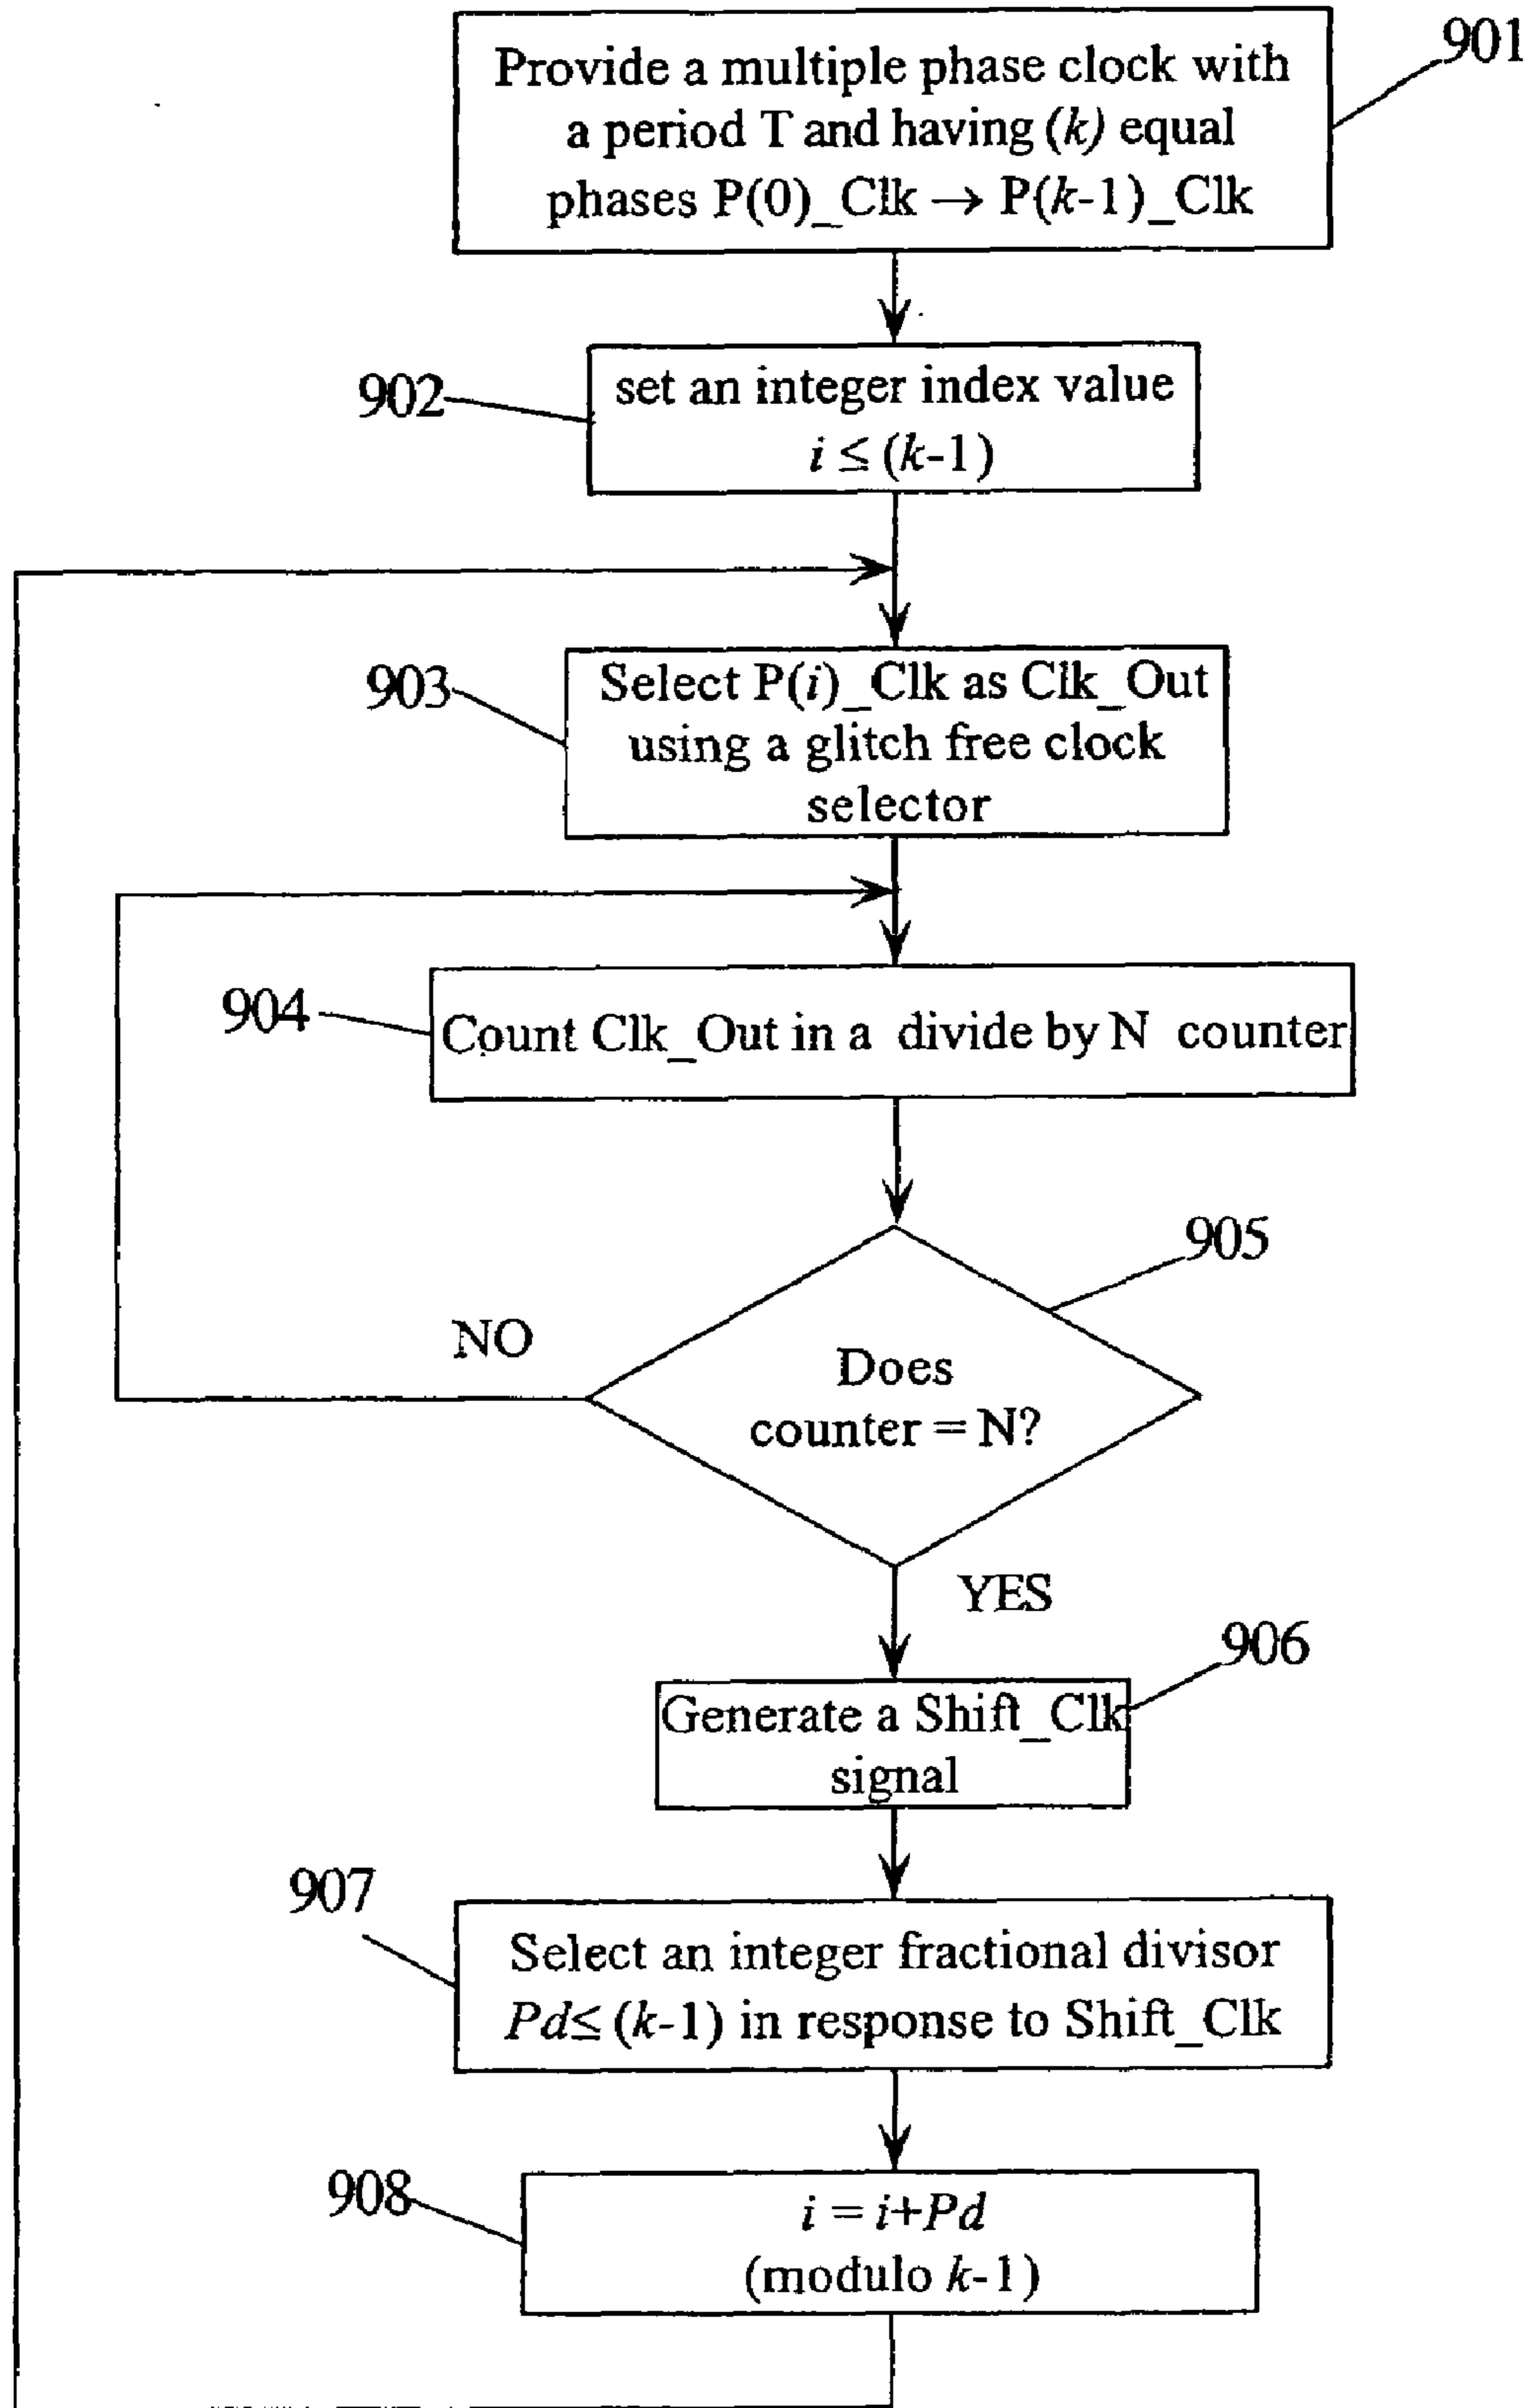 Provide a multiple phase clock with
a period T and having (k) equal
phases P(0)_Clk → P(k-1)_Clk
901
902
set an integer index value
i ≤ (k-1)
903
Select P(i)_Clk as Clk_Out
using a glitch free clock
selector
904
Count Clk_Out in a divide by N counter
905
NO
Does
counter = N?
YES
906
Generate a Shift_Clk
signal
907
Select an integer fractional divisor
Pd≤ (k-1) in response to Shift_Clk
908
i = i+Pd
(modulo k-1)